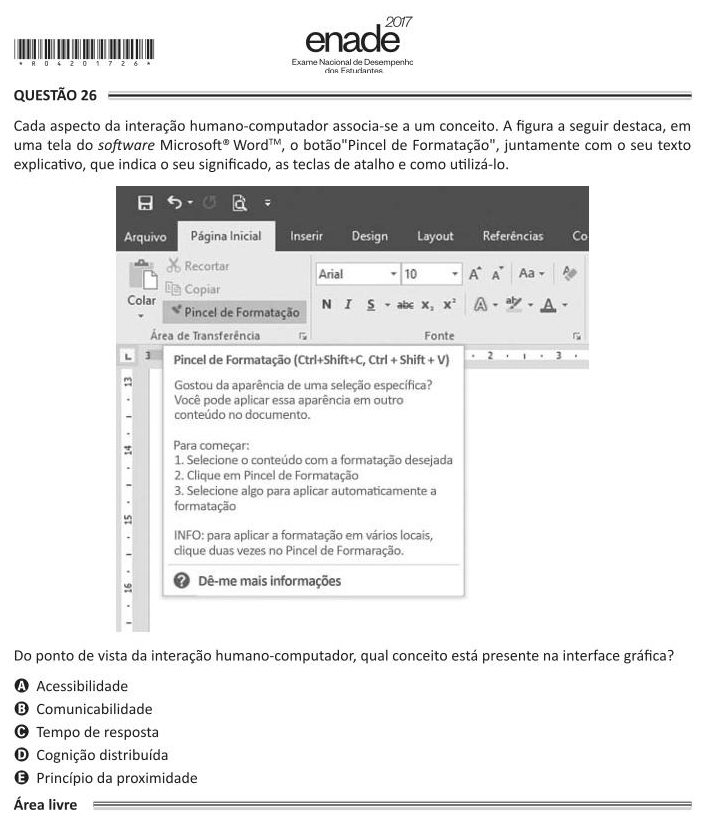 2017
enade
Exame Nacional de Desempenho
dos Estudantes
*R0420172 6*
QUESTÃO 26
Cada aspecto da interação humano-computador associa-se a um conceito. A figura a seguir destaca, em
uma tela do software Microsoft® Word™, o botão"Pincel de Formatação", juntamente com o seu texto
explicativo, que indica o seu significado, as teclas de atalho e como utilizá-lo.
Arquivo Página Inicial Inserir Design Layout Referências Co
Recortar
Copiar
Pincel de Formatação
Colar
Área de Transferência
Arial 10 A A Aa A
N I S abc X₂ X² A aby A
Fonte
L 3 2 1 3
Pincel de Formatação (Ctrl+Shift+C, Ctrl + Shift + V)
Gostou da aparência de uma seleção específica?
Você pode aplicar essa aparência em outro
conteúdo no documento.
Para começar:
1. Selecione o conteúdo com a formatação desejada
2. Clique em Pincel de Formatação
3. Selecione algo para aplicar automaticamente a
formatação
INFO: para aplicar a formatação em vários locais,
clique duas vezes no Pincel de Formaração.
Dê-me mais informações
13
14
15
16
Do ponto de vista da interação humano-computador, qual conceito está presente na interface gráfica?
A Acessibilidade
B Comunicabilidade
C Tempo de resposta
D Cognição distribuída
E Princípio da proximidade
Área livre